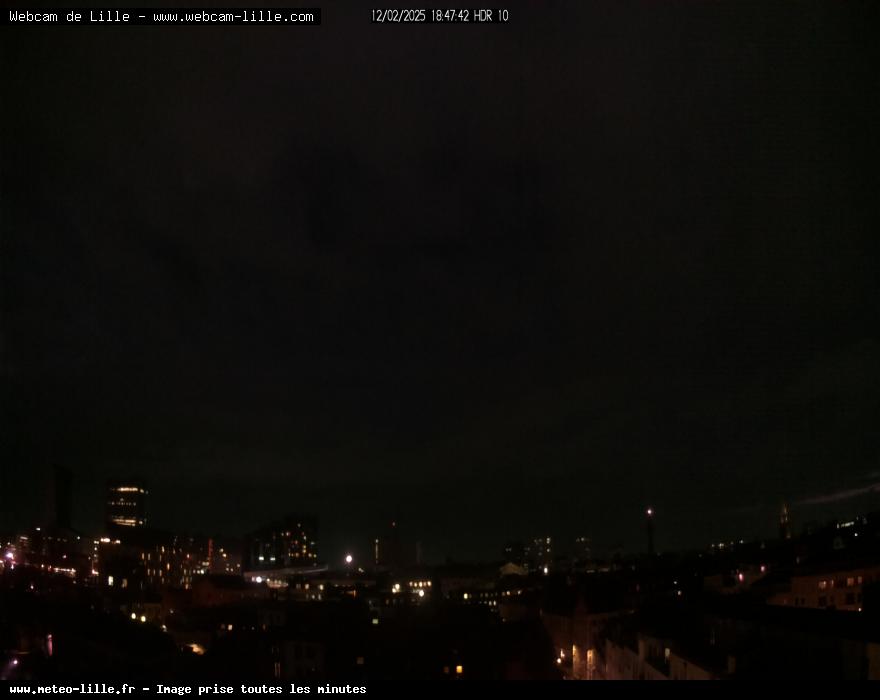 Webcam de Lille - www.webcam-lille.com
12/02/2025 18:47:42 HDR 10
www.meteo-lille.fr - Image prise toutes les minutes